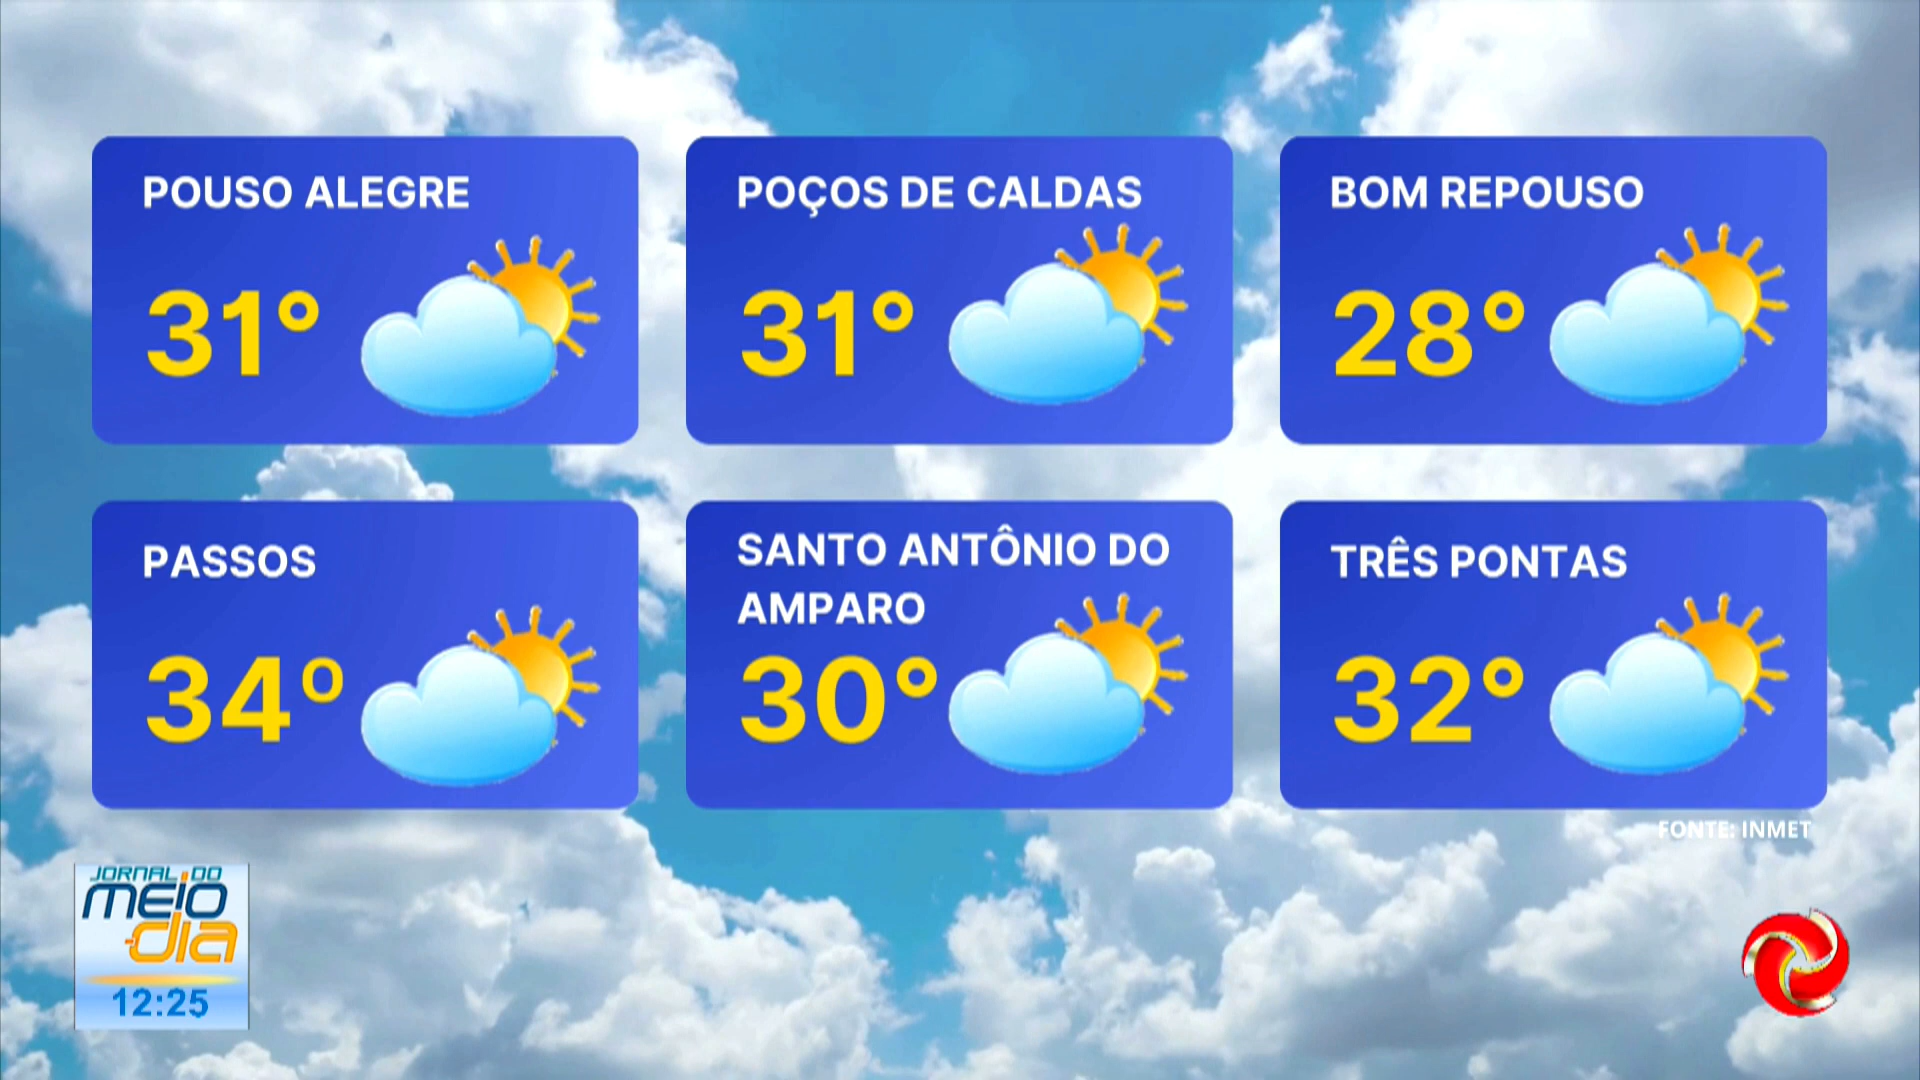 POUSO ALEGRE
31°
POÇOS DE CALDAS
31°
BOM REPOUSO
28°
PASSOS
34º
SANTO ANTÔNIO DO
AMPARO
30°
TRÊS PONTAS
32°
FONTE: INMET
JORNAL DO
MEIO
DIA
12:25